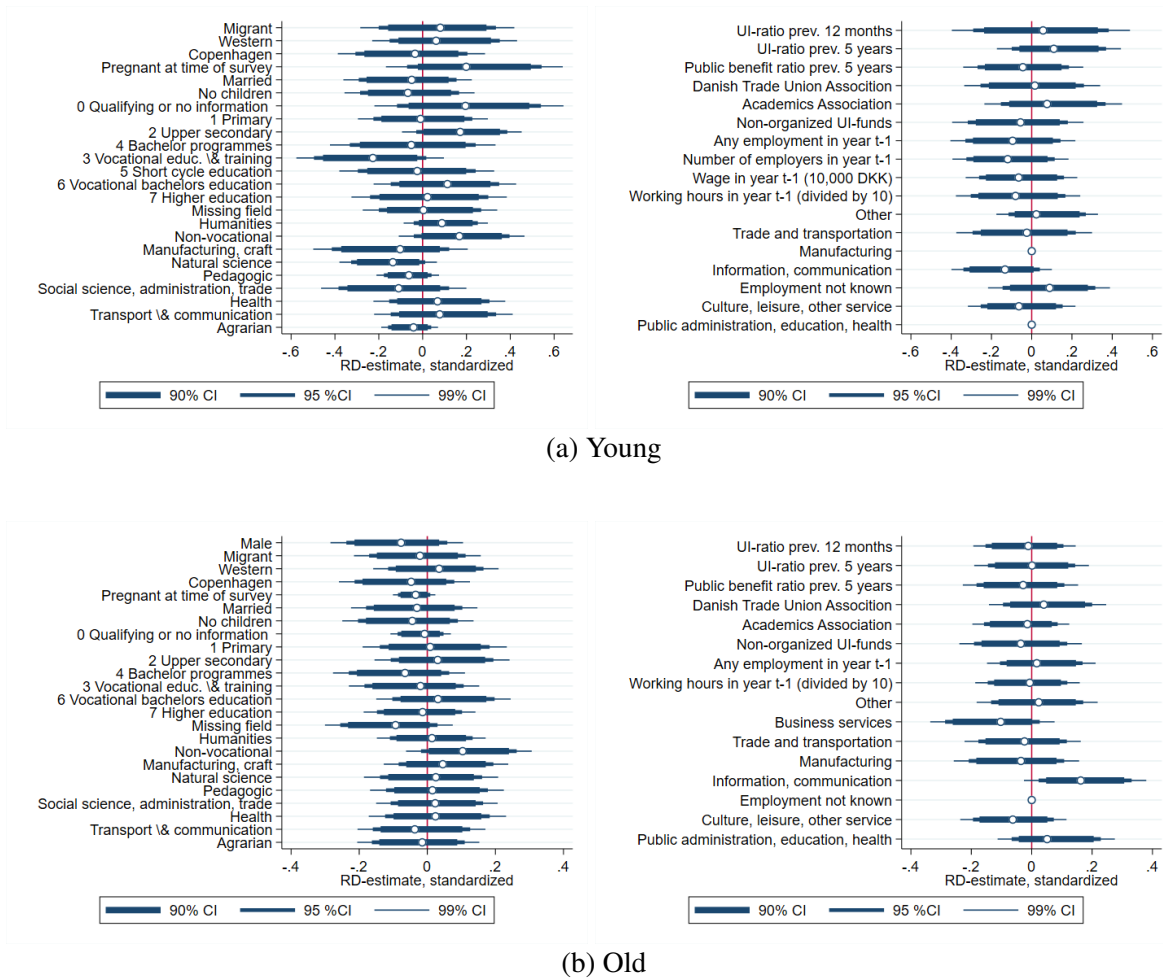 Migrant
Western
Copenhagen
Pregnant at time of survey
Married
No children
0 Qualifying or no information
1 Primary
2 Upper secondary
4 Bachelor programmes
3 Vocational educ. \& training
5 Short cycle education
6 Vocational bachelors education
7 Higher education
Missing field
Humanities
Non-vocational
Manufacturing, craft
Natural science
Pedagogic
Social science, administration, trade
Health
Transport \& communication
Agrarian
-.6 -.4 -.2 0 .2 .4 .6
RD-estimate, standardized
90% CI 95 %CI 99% CI
UI-ratio prev. 12 months
UI-ratio prev. 5 years
Public benefit ratio prev. 5 years
Danish Trade Union Assocition
Academics Association
Non-organized UI-funds
Any employment in year t-1
Number of employers in year t-1
Wage in year t-1 (10,000 DKK)
Working hours in year t-1 (divided by 10)
Other
Trade and transportation
Manufacturing
Information, communication
Employment not known
Culture, leisure, other service
Public administration, education, health
-.6 -.4 -.2 0 .2 .4 .6
RD-estimate, standardized
90% CI 95 %CI 99% CI
(a) Young
Male
Migrant
Western
Copenhagen
Pregnant at time of survey
Married
No children
0 Qualifying or no information
1 Primary
2 Upper secondary
4 Bachelor programmes
3 Vocational educ. \& training
6 Vocational bachelors education
7 Higher education
Missing field
Humanities
Non-vocational
Manufacturing, craft
Natural science
Pedagogic
Social science, administration, trade
Health
Transport \& communication
Agrarian
-.4 -.2 0 .2 .4
RD-estimate, standardized
90% CI 95 %CI 99% CI
UI-ratio prev. 12 months
UI-ratio prev. 5 years
Public benefit ratio prev. 5 years
Danish Trade Union Assocition
Academics Association
Non-organized UI-funds
Any employment in year t-1
Working hours in year t-1 (divided by 10)
Other
Business services
Trade and transportation
Manufacturing
Information, communication
Employment not known
Culture, leisure, other service
Public administration, education, health
-.4 -.2 0 .2 .4
RD-estimate, standardized
90% CI 95 %CI 99% CI
(b) Old